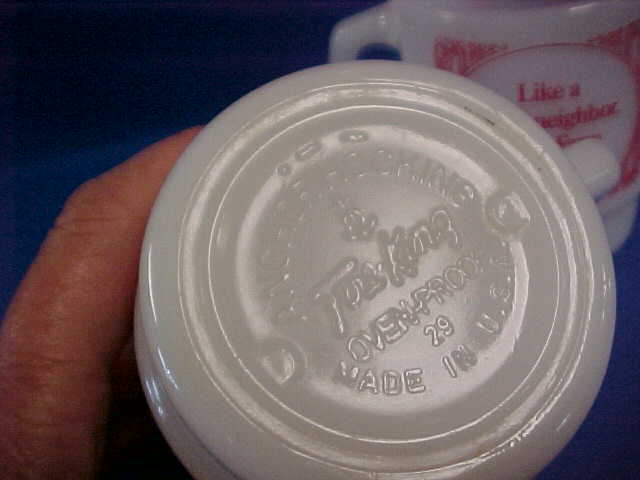 ANCHOR HOCKING
Fire King
OVEN-PROOF
29
MADE IN U.S.A.
Like a
neighbor,